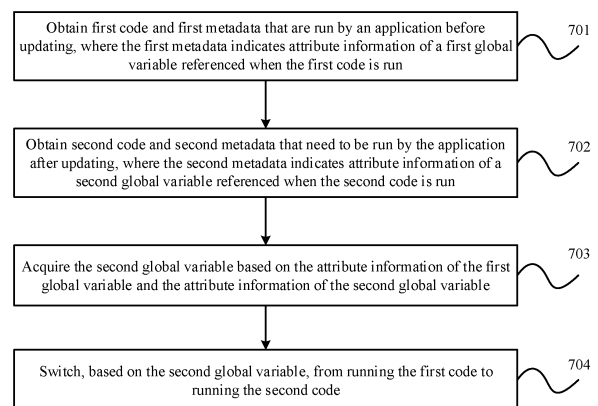 Obtain first code and first metadata that are run by an application before
updating, where the first metadata indicates attribute information of a first global
variable referenced when the first code is run
701
Obtain second code and second metadata that need to be run by the application
after updating, where the second metadata indicates attribute information of a
second global variable referenced when the second code is run
702
Acquire the second global variable based on the attribute information of the first
global variable and the attribute information of the second global variable
703
Switch, based on the second global variable, from running the first code to
running the second code
704